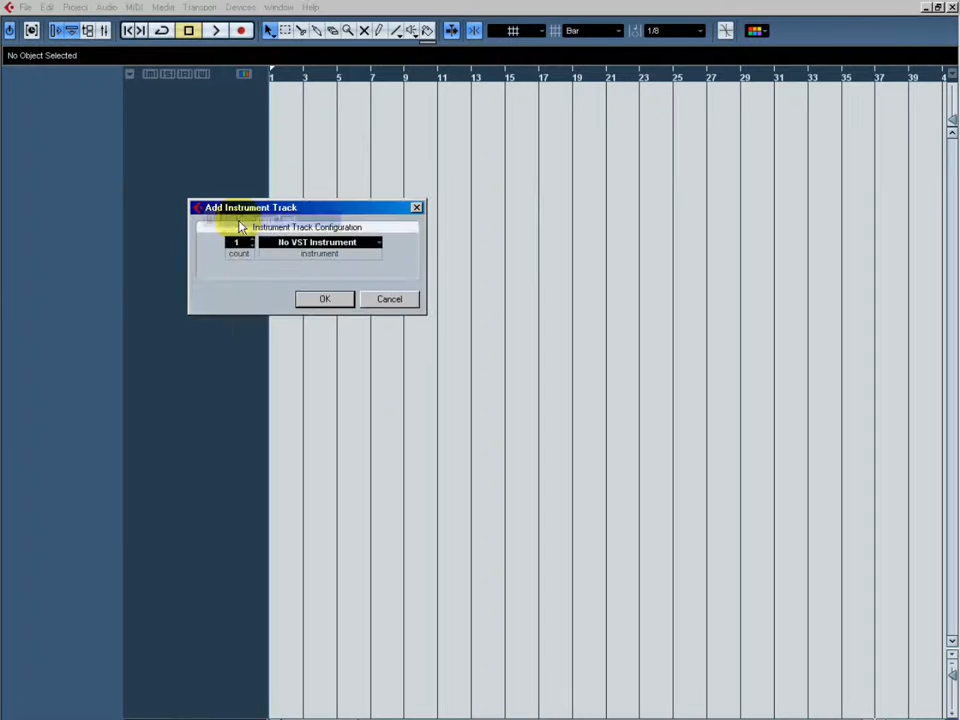 File Edit Project Audio MIDI Media Transport Devices Window Help
Bar 1/8
No Object Selected
M S R W
1 3 5 7 9 11 13 15 17 19 21 23 25 27 29 31 33 35 37 39 4
Add Instrument Track
Instrument Track Configuration
1 No VST Instrument
count instrument
OK Cancel